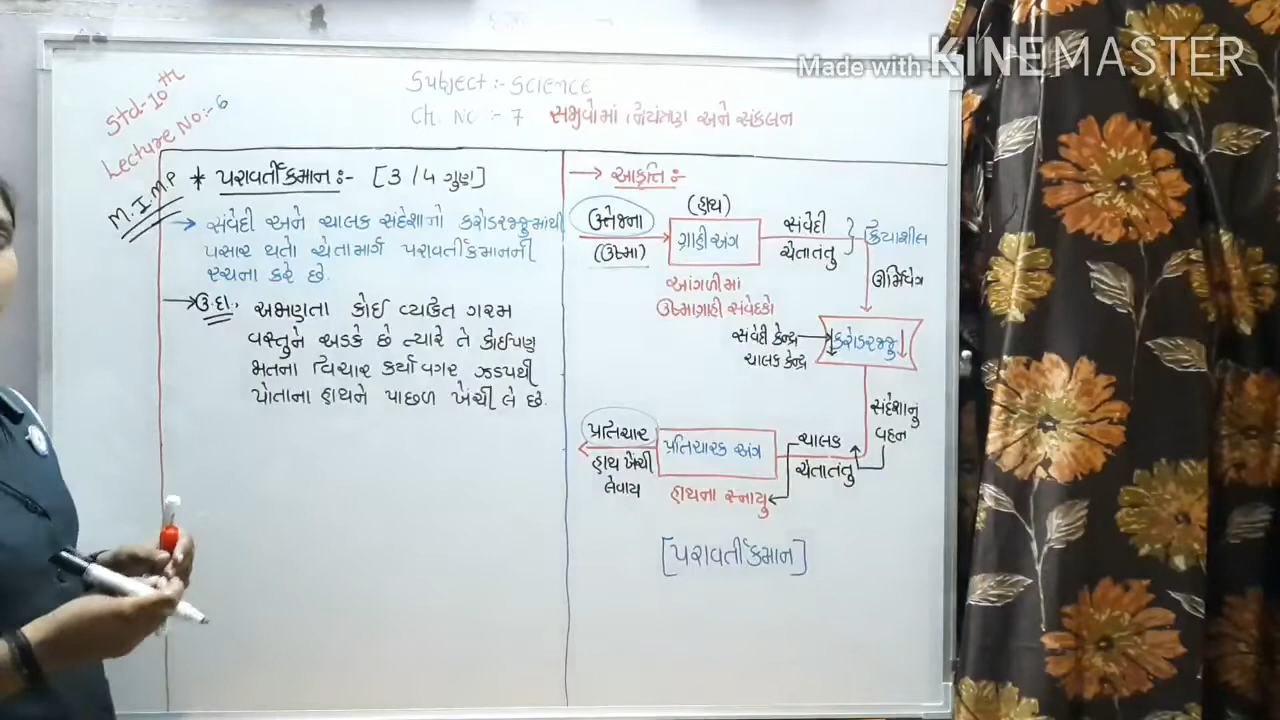 Made with KINEMASTER
Subject :- Science
Std-10th
Lecture No:- 6
Ch. No :- 7 સજીવોમાં નિયંત્રણ અને સંકલન
M.I.M.P
* પરાવર્તી કમાન :- [3 / 4 ગુણ]
→ સંવેદી અને ચાલક સંદેશાનો કરોડરજ્જુમાંથી
પસાર થતો ચેતામાર્ગ પરાવર્તી કમાનની
રચના કરે છે.
→ ઉ.દા., અજાણતા કોઈ વ્યક્તિ ગરમ
વસ્તુને અડકે છે ત્યારે તે કોઈપણ
જાતના વિચાર કર્યા વગર ઝડપથી
પોતાના હાથને પાછળ ખેંચી લે છે.
→ આકૃતિ :-
(હાથ)
ઉત્તેજના
(ઉષ્મા)
ગ્રાહી અંગ
સંવેદી
ચેતાતંતુ
ક્રિયાશીલ
ઊર્મિવેગ
આંગળીમાં
ઉષ્માગ્રાહી સંવેદકો
સંવેદી કેન્દ્ર
ચાલક કેન્દ્ર
કરોડરજ્જુ
સંદેશાનું
વહન
પ્રતિચાર
હાથ ખેંચી
લેવાય
પ્રતિચારક અંગ
ચાલક
ચેતાતંતુ
હાથના સ્નાયુ
[પરાવર્તી કમાન]